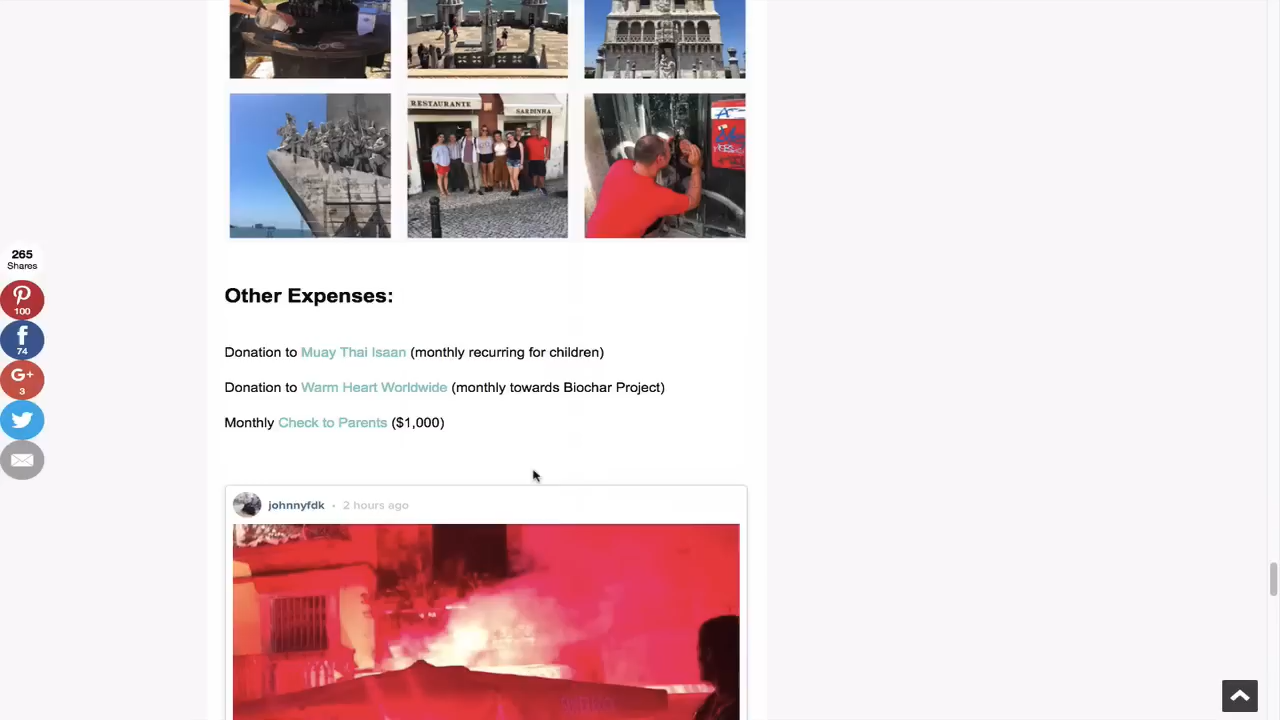 RESTAURANTE
SARDINHA
265
Shares
100
74
G+
3
Other Expenses:
Donation to Muay Thai Isaan (monthly recurring for children)
Donation to Warm Heart Worldwide (monthly towards Biochar Project)
Monthly Check to Parents ($1,000)
johnnyfdk · 2 hours ago